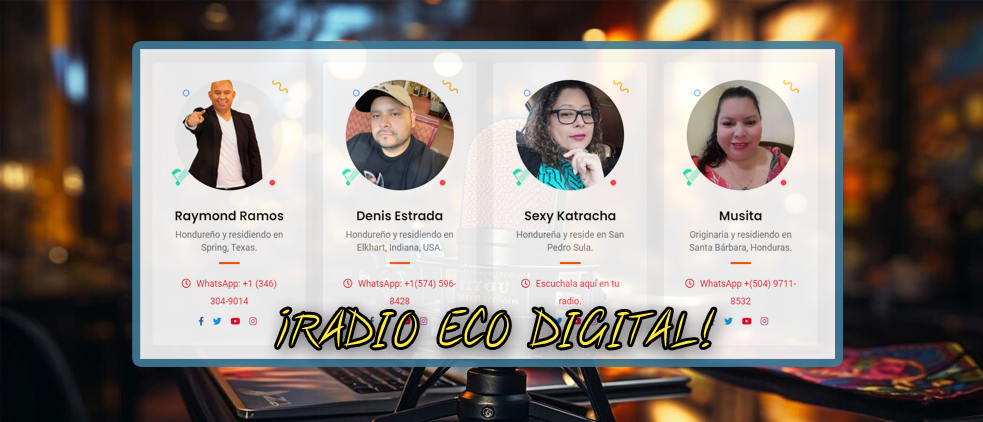 Raymond Ramos
Hondureño y residiendo en
Spring, Texas.
WhatsApp: +1 (346)
304-9014
Denis Estrada
Hondureño y residiendo en
Elkhart, Indiana, USA.
WhatsApp: +1(574) 596-
8428
Sexy Katracha
Hondureña y reside en San
Pedro Sula.
Escuchala aquí en tu
radio.
Musita
Originaria y residiendo en
Santa Bárbara, Honduras.
WhatsApp +(504) 9711-
8532
¡RADIO ECO DIGITAL!